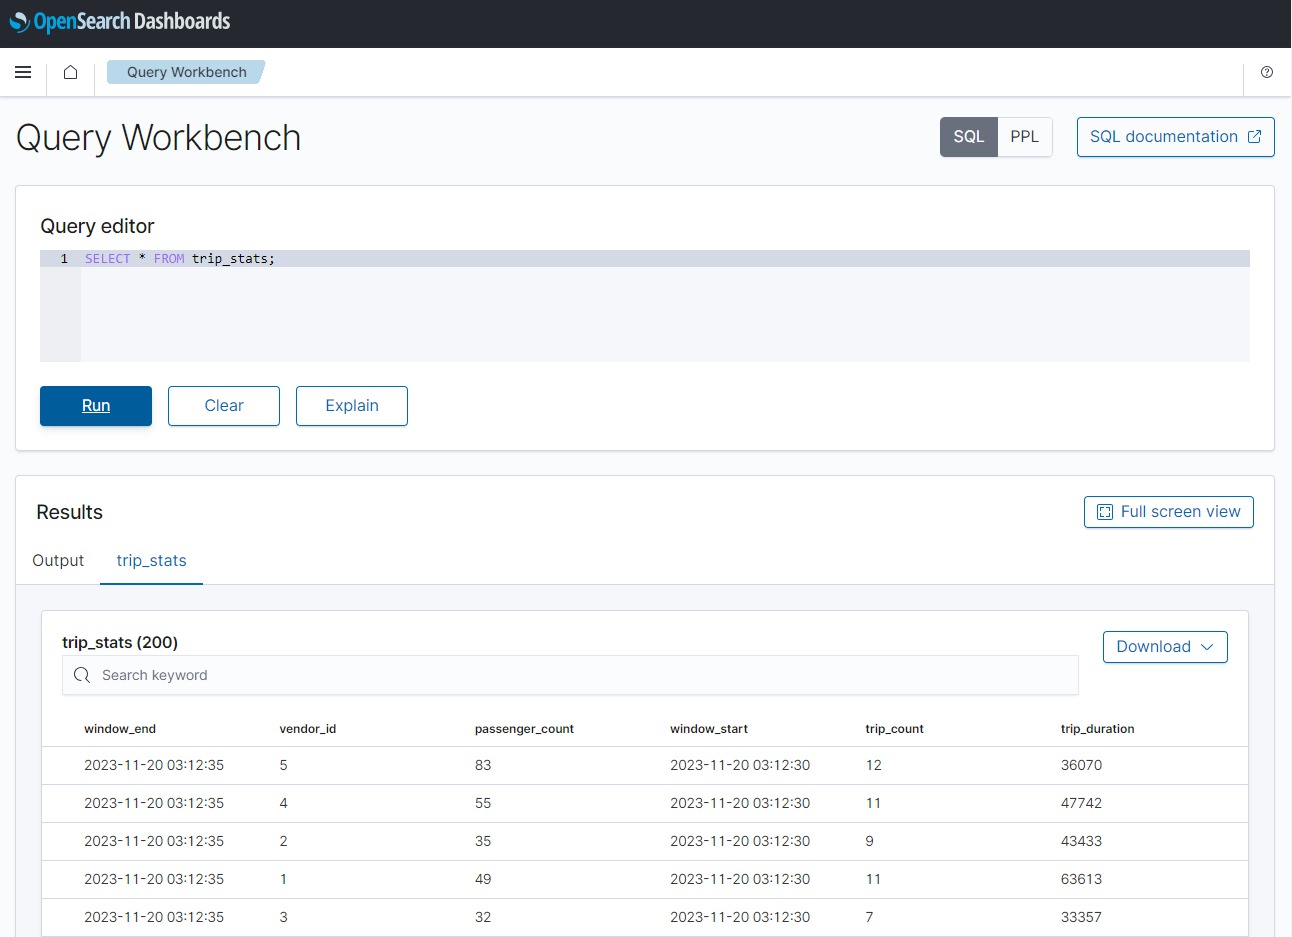 OpenSearch Dashboards
Query Workbench
Query Workbench
SQL PPL SQL documentation
Query editor
1 SELECT * FROM trip_stats;
Run Clear Explain
Results Full screen view
Output trip_stats
trip_stats (200) Download
Search keyword
window_end vendor_id passenger_count window_start trip_count trip_duration
2023-11-20 03:12:35 5 83 2023-11-20 03:12:30 12 36070
2023-11-20 03:12:35 4 55 2023-11-20 03:12:30 11 47742
2023-11-20 03:12:35 2 35 2023-11-20 03:12:30 9 43433
2023-11-20 03:12:35 1 49 2023-11-20 03:12:30 11 63613
2023-11-20 03:12:35 3 32 2023-11-20 03:12:30 7 33357